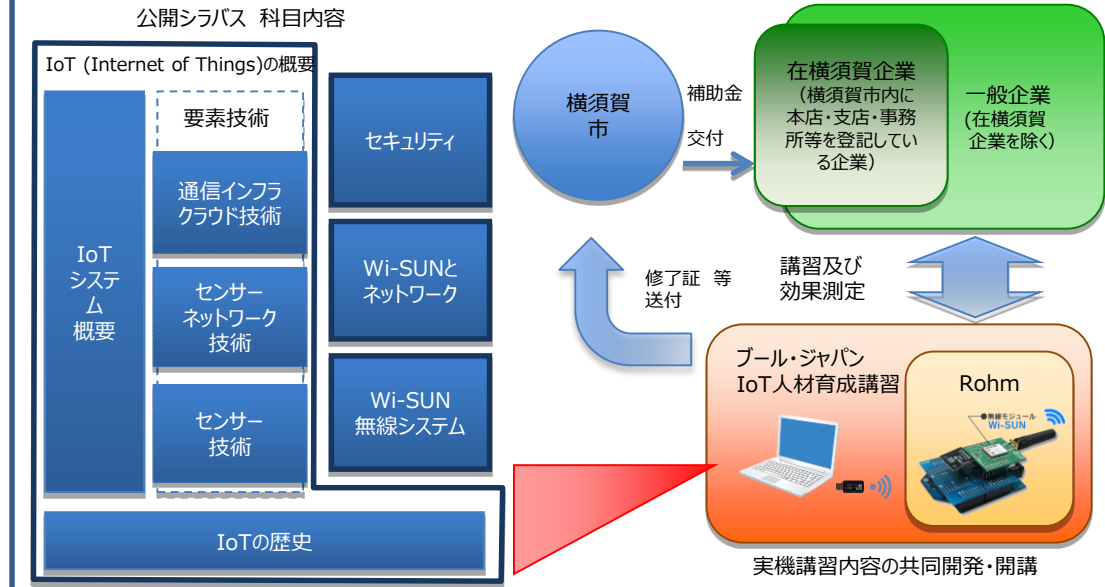 公開シラバス 科目内容
IoT (Internet of Things)の概要
IoT
システ
ム
概要
要素技術
通信インフラ
クラウド技術
センサー
ネットワーク
技術
センサー
技術
IoTの歴史
セキュリティ
Wi-SUNと
ネットワーク
Wi-SUN
無線システム
横須賀
市
補助金
交付
在横須賀企業
（横須賀市内に
本店・支店・事務
所等を登記してい
る企業）
一般企業
(在横須賀
企業を除く)
修了証 等
送付
講習及び
効果測定
ブール・ジャパン
IoT人材育成講習
Rohm
●無線モジュール
Wi-SUN
実機講習内容の共同開発・開講